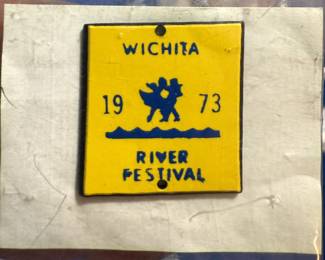 WICHITA
19 73
RIVER
FESTIVAL